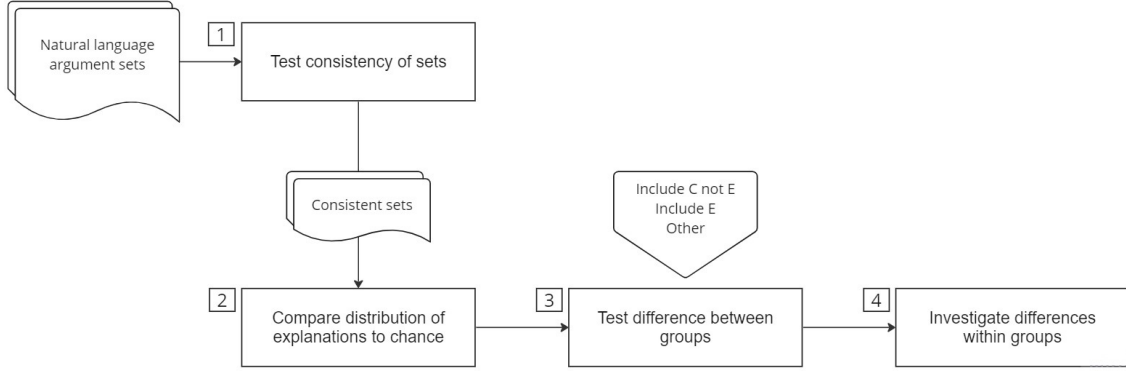 Natural language
argument sets
1
Test consistency of sets
Consistent sets
Include C not E
Include E
Other
2
Compare distribution of
explanations to chance
3
Test difference between
groups
4
Investigate differences
within groups